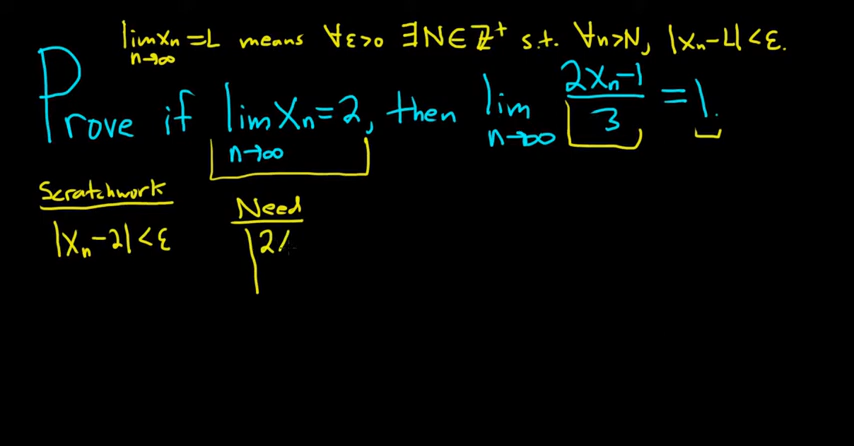 lim xₙ = L means ∀ε>0 ∃N∈ℤ⁺ s.t. ∀n>N, |xₙ-L|<ε.
n→∞
Prove if lim xₙ = 2, then lim (2xₙ-1)/3 = 1.
n→∞ n→∞
Scratchwork
|xₙ-2|<ε
Need
|2